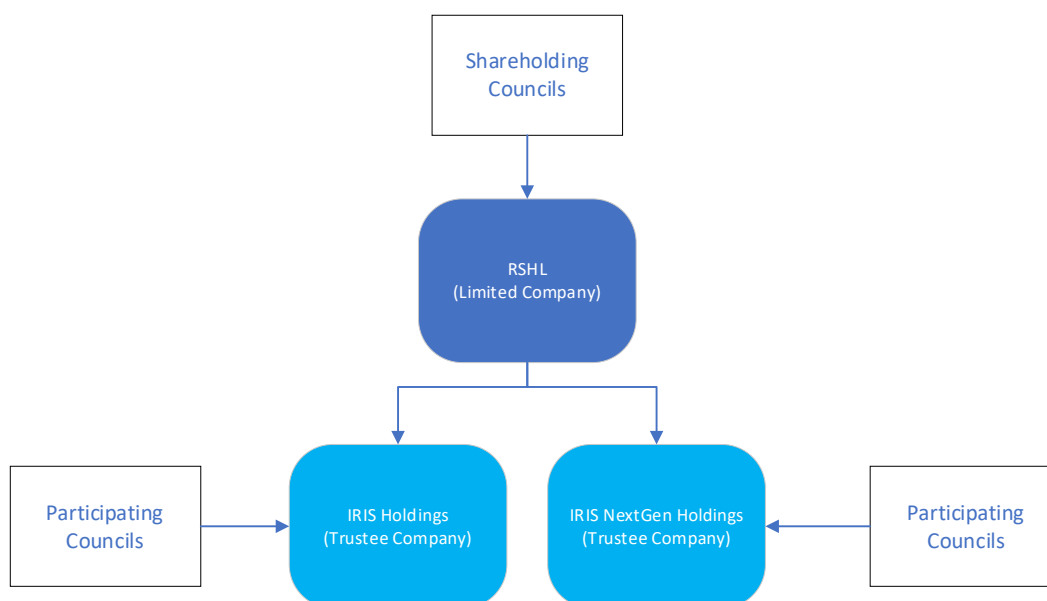 Shareholding
Councils
RSHL
(Limited Company)
Participating
Councils
IRIS Holdings
(Trustee Company)
IRIS NextGen Holdings
(Trustee Company)
Participating
Councils